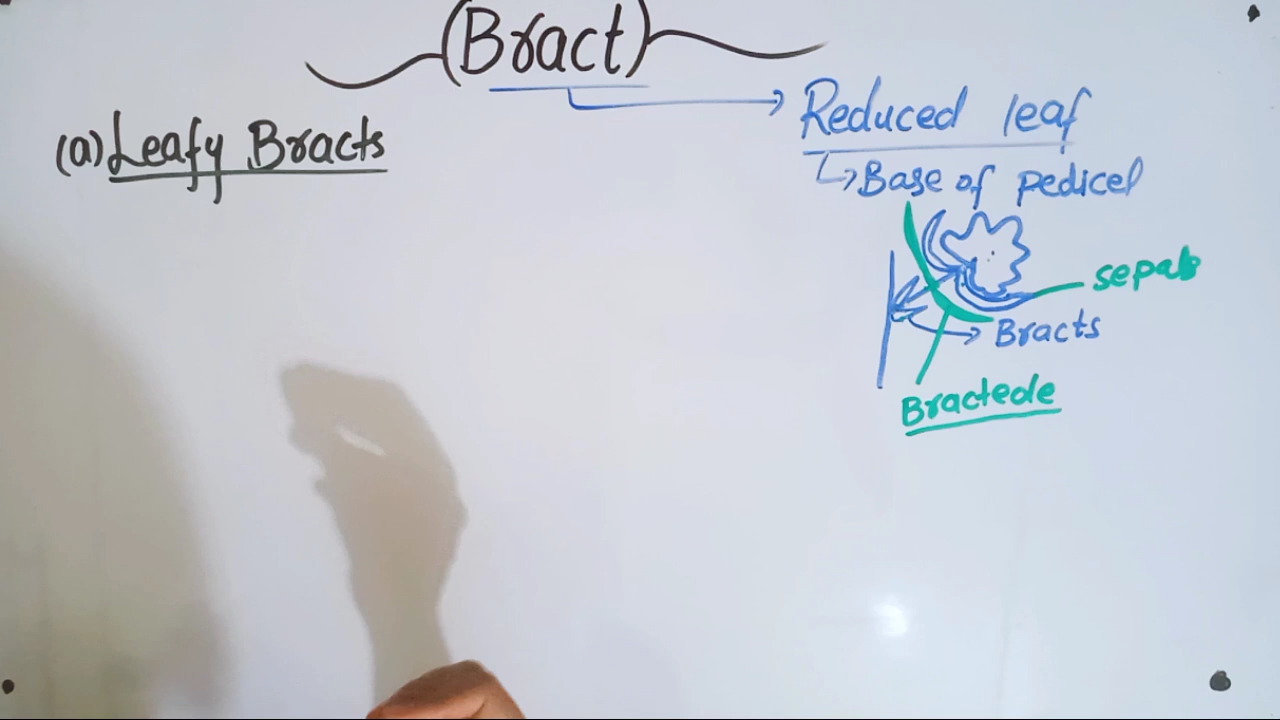 (Bract)
Reduced leaf
Base of pedicel
(a) Leafy Bracts
sepals
Bracts
Bracteole